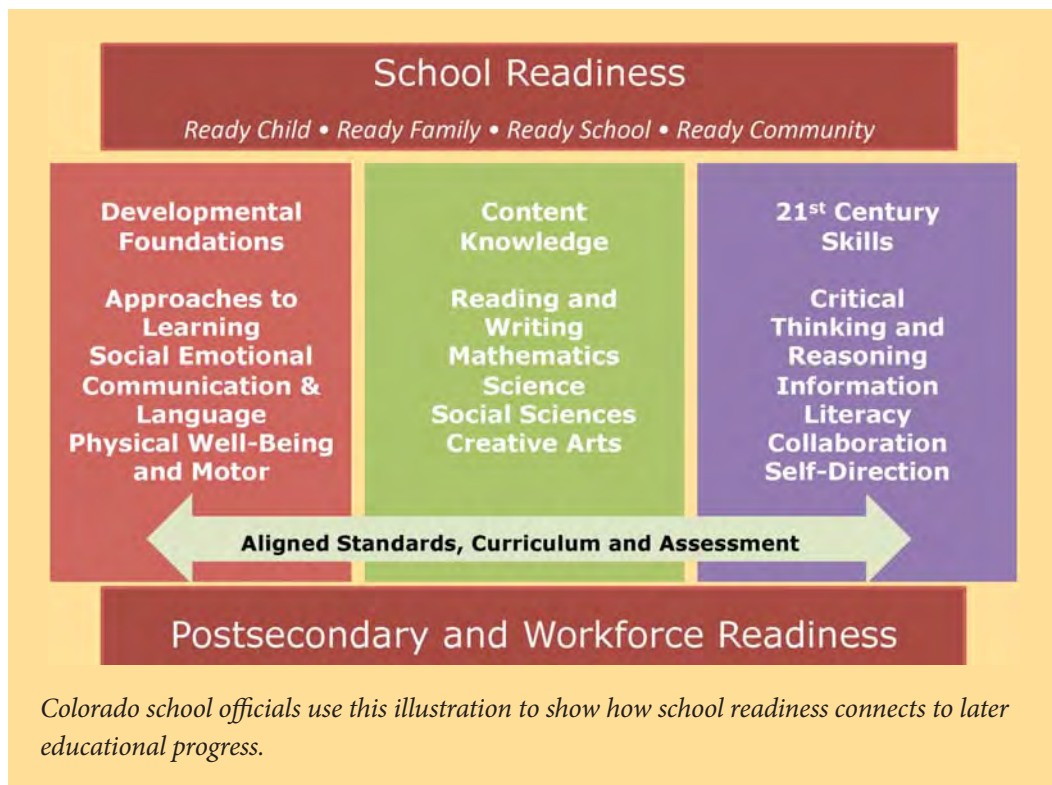 School Readiness
Ready Child • Ready Family • Ready School • Ready Community
Developmental
Foundations
Approaches to
Learning
Social Emotional
Communication &
Language
Physical Well-Being
and Motor
Content
Knowledge
Reading and
Writing
Mathematics
Science
Social Sciences
Creative Arts
21st Century
Skills
Critical
Thinking and
Reasoning
Information
Literacy
Collaboration
Self-Direction
Aligned Standards, Curriculum and Assessment
Postsecondary and Workforce Readiness
Colorado school officials use this illustration to show how school readiness connects to later
educational progress.